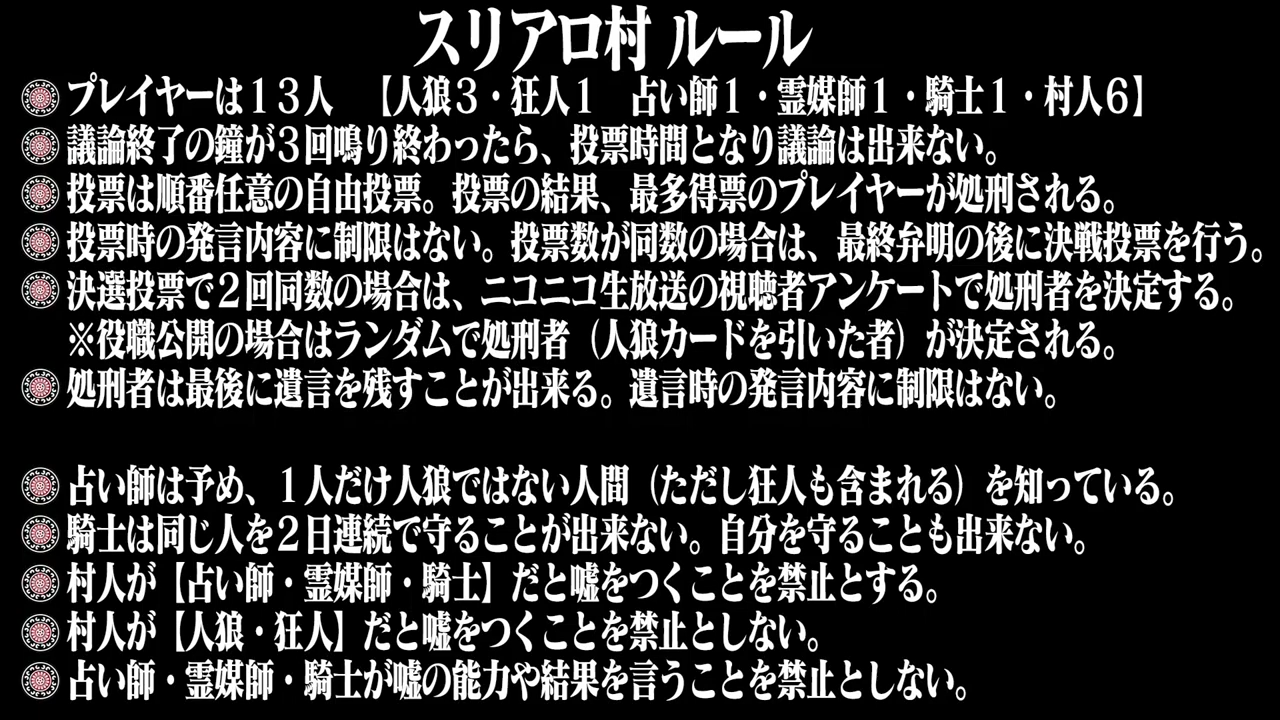 スリアロ村 ルール
プレイヤーは１３人　【人狼３・狂人１　占い師１・霊媒師１・騎士１・村人６】
議論終了の鐘が３回鳴り終わったら、投票時間となり議論は出来ない。
投票は順番任意の自由投票。投票の結果、最多得票のプレイヤーが処刑される。
投票時の発言内容に制限はない。投票数が同数の場合は、最終弁明の後に決戦投票を行う。
決選投票で２回同数の場合は、ニコニコ生放送の視聴者アンケートで処刑者を決定する。
※役職公開の場合はランダムで処刑者（人狼カードを引いた者）が決定される。
処刑者は最後に遺言を残すことが出来る。遺言時の発言内容に制限はない。
占い師は予め、１人だけ人狼ではない人間（ただし狂人も含まれる）を知っている。
騎士は同じ人を２日連続で守ることが出来ない。自分を守ることも出来ない。
村人が【占い師・霊媒師・騎士】だと嘘をつくことを禁止とする。
村人が【人狼・狂人】だと嘘をつくことを禁止としない。
占い師・霊媒師・騎士が嘘の能力や結果を言うことを禁止としない。